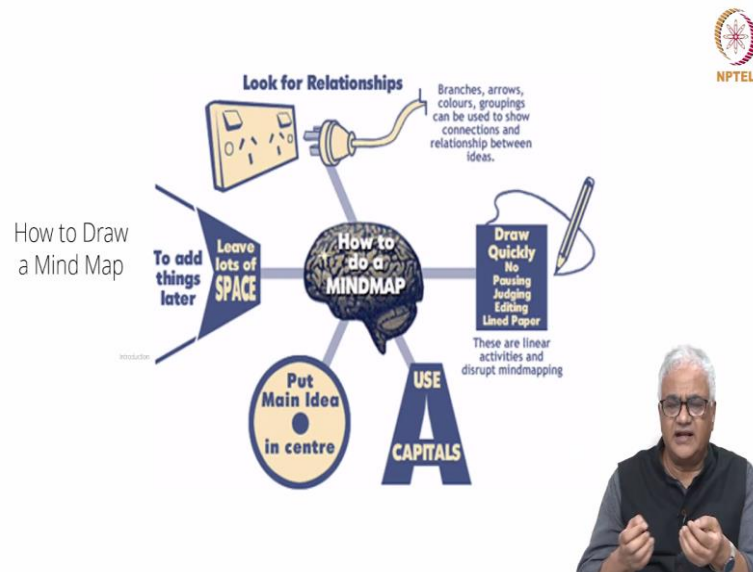 NPTEL
Look for Relationships
Branches, arrows,
colours, groupings
can be used to show
connections and
relationship between
ideas.
How to Draw
a Mind Map
To add
things
later
Leave
lots of
SPACE
How to
do a
MINDMAP
Draw
Quickly
No
Pausing
Judging
Editing
Lined Paper
These are linear
activities and
disrupt mindmapping
Introduction
Put
Main Idea
in centre
USE
A
CAPITALS